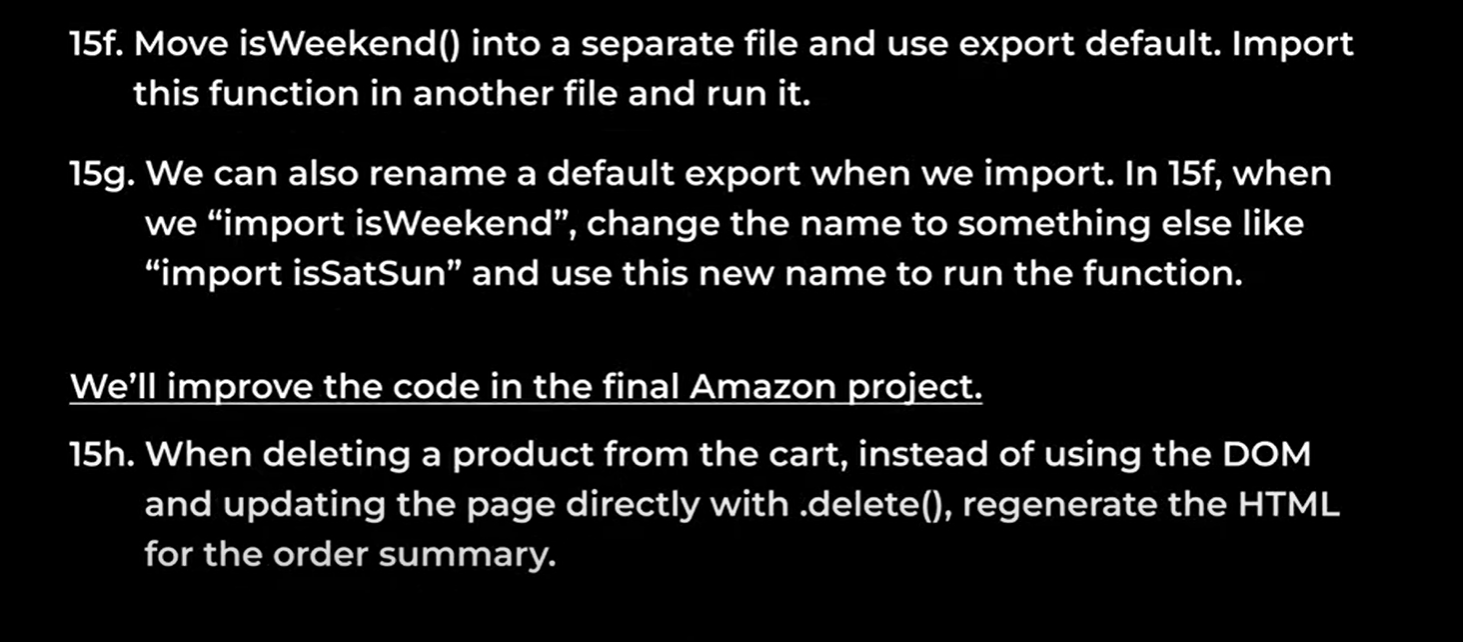 15f. Move isWeekend() into a separate file and use export default. Import
this function in another file and run it.
15g. We can also rename a default export when we import. In 15f, when
we “import isWeekend”, change the name to something else like
“import isSatSun” and use this new name to run the function.
We’ll improve the code in the final Amazon project.
15h. When deleting a product from the cart, instead of using the DOM
and updating the page directly with .delete(), regenerate the HTML
for the order summary.